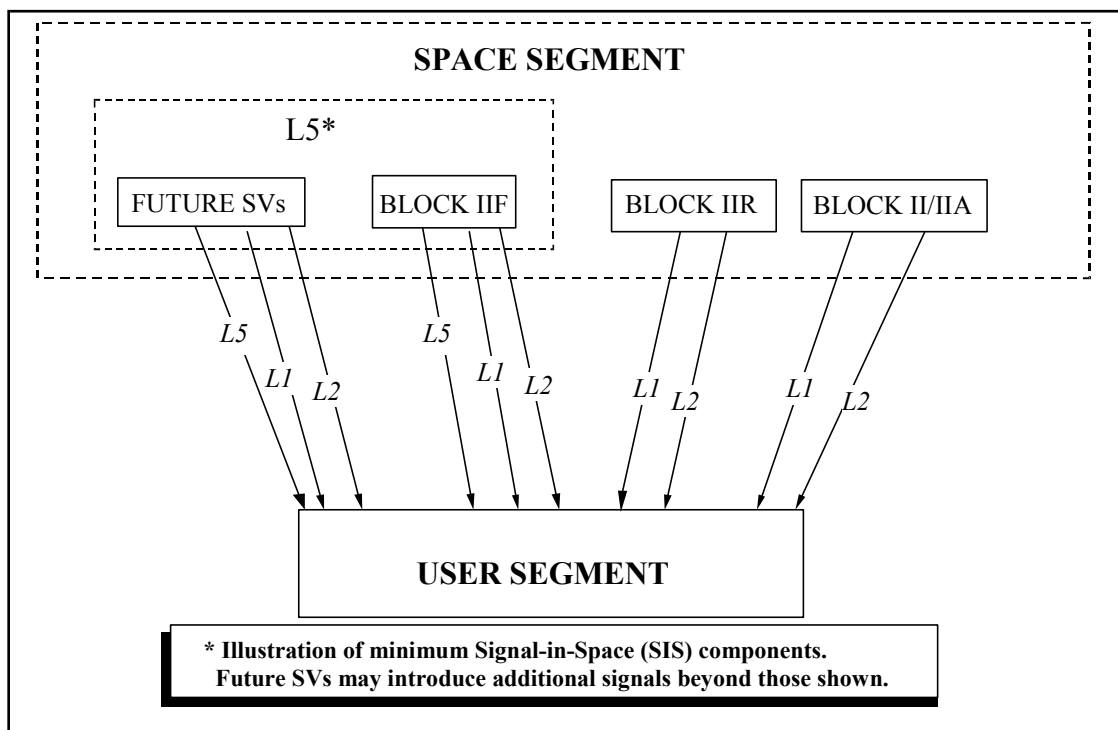 SPACE SEGMENT
L5*
FUTURE SVs
BLOCK IIF
BLOCK IIR
BLOCK II/IIA
L5
L1
L2
L5
L1
L2
L1
L2
L1
L2
USER SEGMENT
* Illustration of minimum Signal-in-Space (SIS) components.
Future SVs may introduce additional signals beyond those shown.